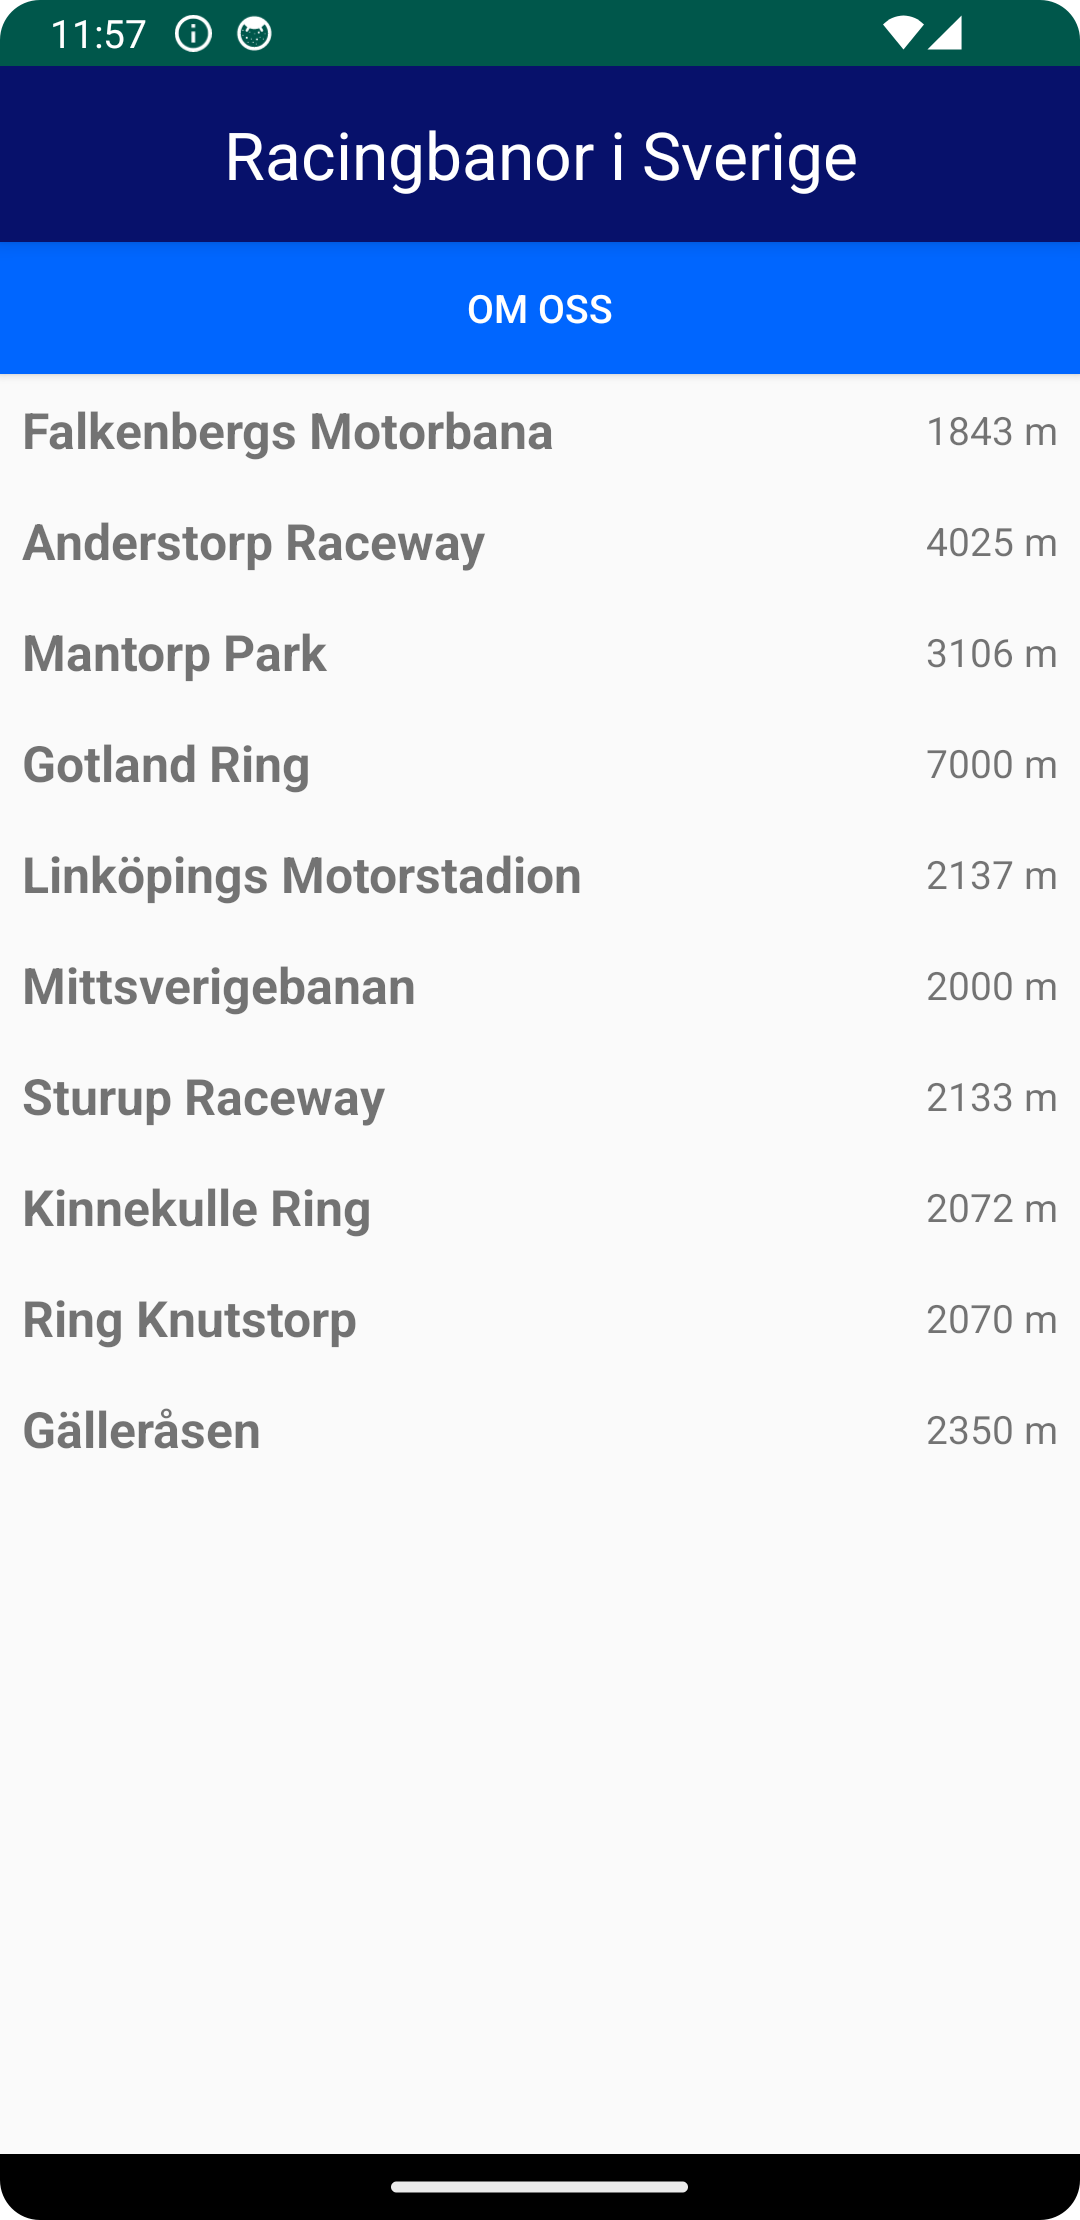 11:57
Racingbanor i Sverige
OM OSS
Falkenbergs Motorbana 1843 m
Anderstorp Raceway 4025 m
Mantorp Park 3106 m
Gotland Ring 7000 m
Linköpings Motorstadion 2137 m
Mittsverigebanan 2000 m
Sturup Raceway 2133 m
Kinnekulle Ring 2072 m
Ring Knutstorp 2070 m
Gälleråsen 2350 m